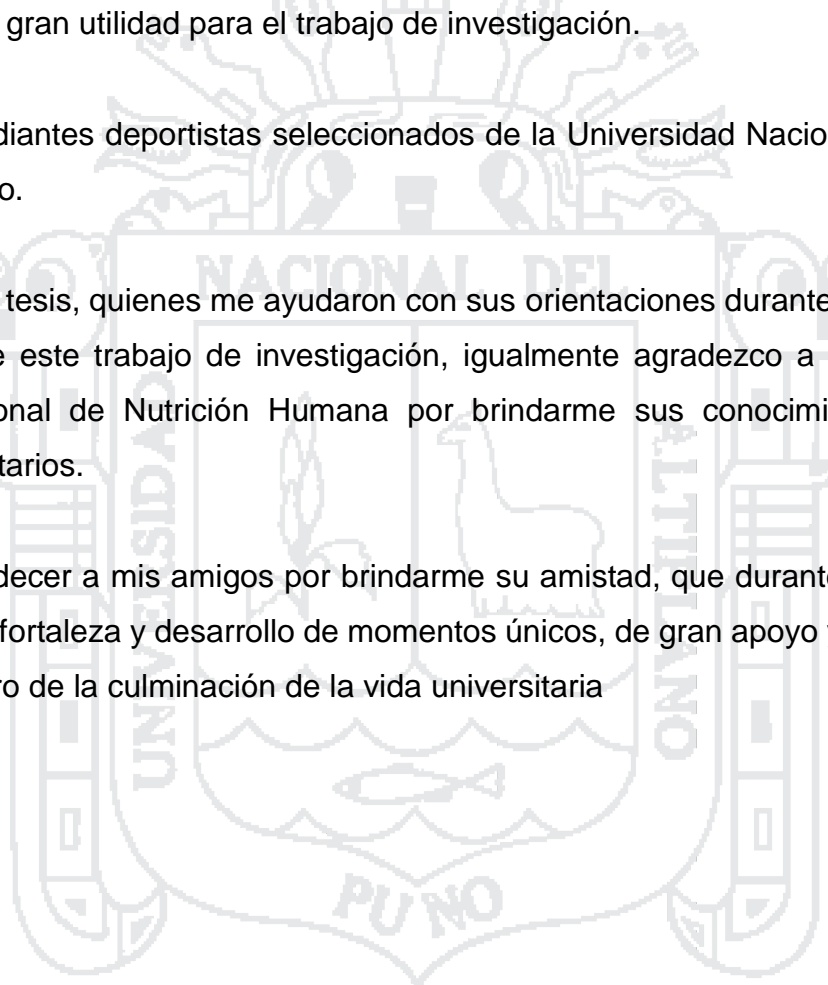 gran utilidad para el trabajo de investigación.
diantes deportistas seleccionados de la Universidad Nacio
o.
NACIONAL DEL
tesis, quienes me ayudaron con sus orientaciones durante
e este trabajo de investigación, igualmente agradezco a
onal de Nutrición Humana por brindarme sus conocimi
tarios.
UNIVERSIDAD
ALTIPLANO
decer a mis amigos por brindarme su amistad, que durante
fortaleza y desarrollo de momentos únicos, de gran apoyo
ro de la culminación de la vida universitaria
PUNO